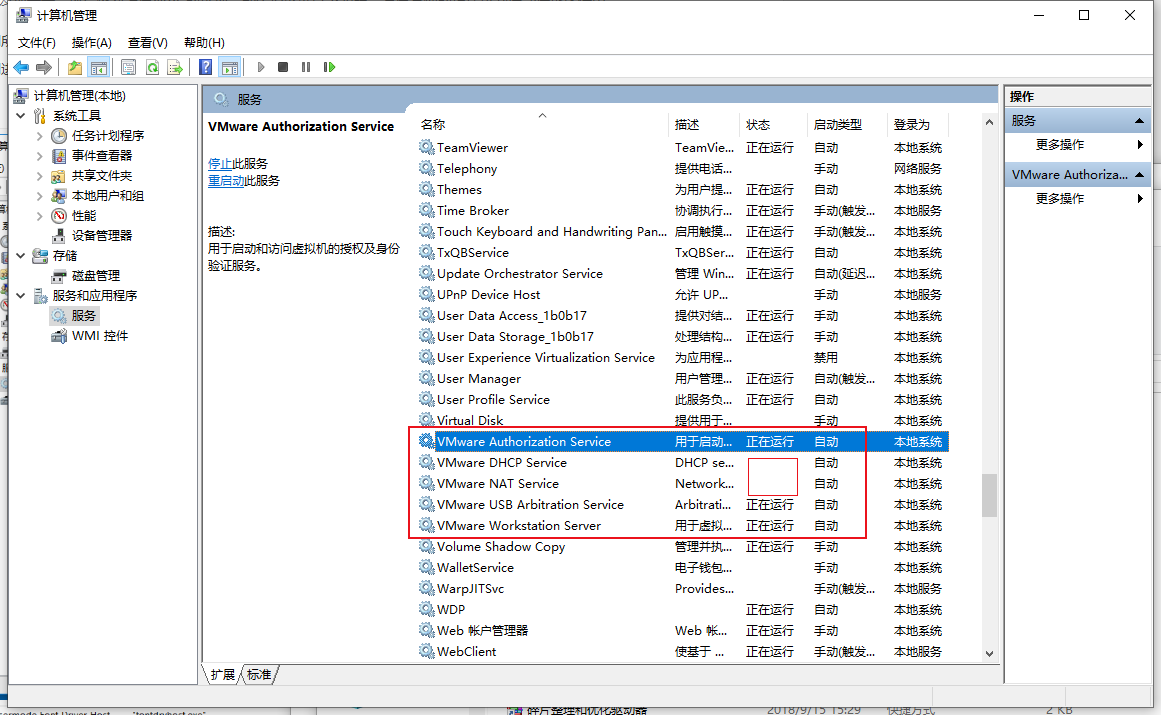 计算机管理
文件(F) 操作(A) 查看(V) 帮助(H)
计算机管理(本地)
系统工具
任务计划程序
事件查看器
共享文件夹
本地用户和组
性能
设备管理器
存储
磁盘管理
服务和应用程序
服务
WMI 控件
服务
VMware Authorization Service
停止此服务
重启动此服务
描述:
用于启动和访问虚拟机的授权及身份
验证服务。
名称 描述 状态 启动类型 登录为
TeamViewer TeamVie... 正在运行 自动 本地系统
Telephony 提供电话... 手动 网络服务
Themes 为用户提... 正在运行 自动 本地系统
Time Broker 协调执行... 正在运行 手动(触发... 本地服务
Touch Keyboard and Handwriting Pan... 启用触摸... 正在运行 手动(触发... 本地系统
TxQBService TxQBSer... 正在运行 自动 本地系统
Update Orchestrator Service 管理 Win... 正在运行 自动(延迟... 本地系统
UPnP Device Host 允许 UP... 手动 本地服务
User Data Access_1b0b17 提供对结... 正在运行 手动 本地系统
User Data Storage_1b0b17 处理结构... 正在运行 手动 本地系统
User Experience Virtualization Service 为应用程... 禁用 本地系统
User Manager 用户管理... 正在运行 自动(触发... 本地系统
User Profile Service 此服务负... 正在运行 自动 本地系统
Virtual Disk 提供用于... 手动 本地系统
VMware Authorization Service 用于启动... 正在运行 自动 本地系统
VMware DHCP Service DHCP se... 自动 本地系统
VMware NAT Service Network... 自动 本地系统
VMware USB Arbitration Service Arbitrati... 正在运行 自动 本地系统
VMware Workstation Server 用于虚拟... 正在运行 自动 本地系统
Volume Shadow Copy 管理并执... 正在运行 手动 本地系统
WalletService 电子钱包... 手动 本地系统
WarpJITSvc Provides... 手动(触发... 本地服务
WDP 正在运行 自动 本地系统
Web 帐户管理器 Web 帐... 正在运行 手动 本地系统
WebClient 使基于 ... 正在运行 手动(触发... 本地服务
扩展 标准
操作
服务
更多操作
VMware Authoriza...
更多操作
碎片整理和优化驱动器 2018/9/15 15:29 快捷方式 2 KB